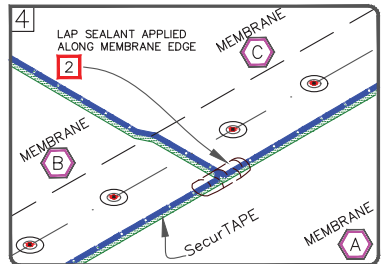 4
LAP SEALANT APPLIED
ALONG MEMBRANE EDGE
2
MEMBRANE
C
MEMBRANE
B
SecurTAPE
MEMBRANE
A